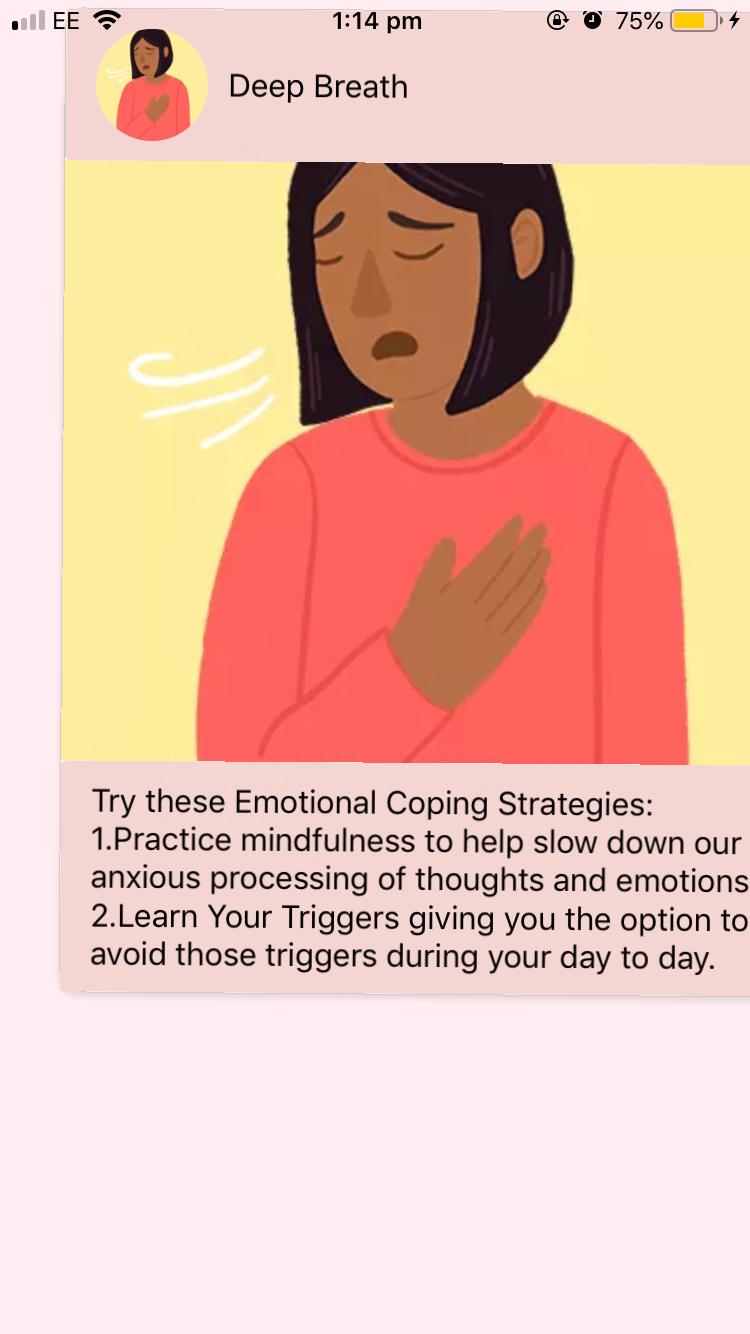 EE 1:14 pm 75%
Deep Breath
Try these Emotional Coping Strategies:
1.Practice mindfulness to help slow down our
anxious processing of thoughts and emotions
2.Learn Your Triggers giving you the option to
avoid those triggers during your day to day.